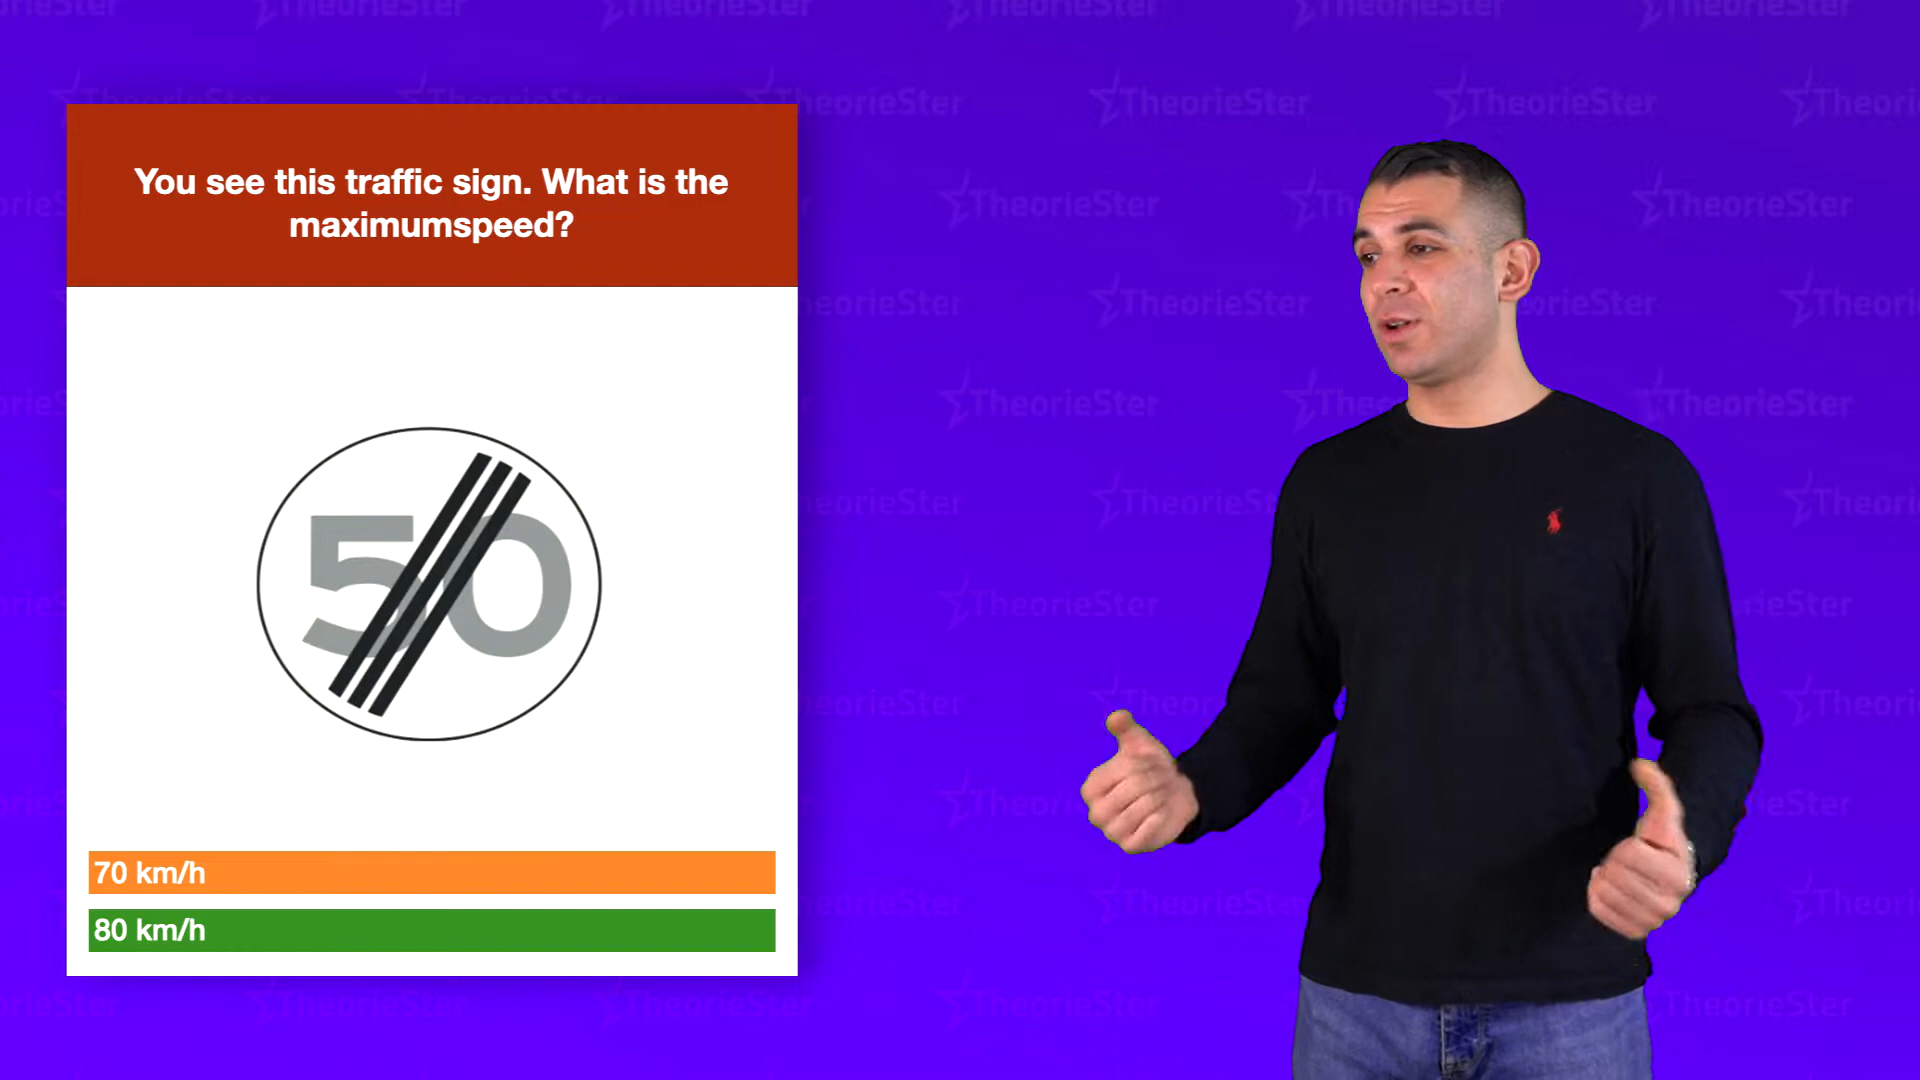 You see this traffic sign. What is the
maximumspeed?
50
70 km/h
80 km/h
TheorieSter